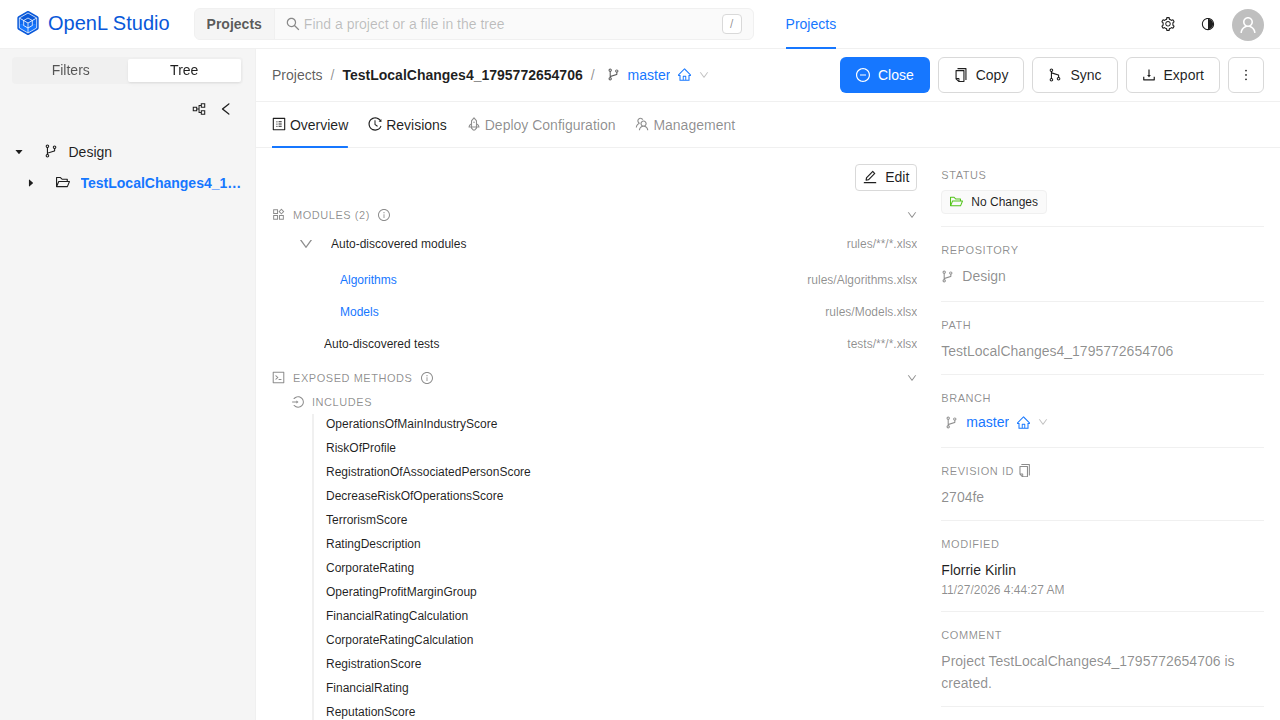 OpenL Studio
Projects
Find a project or a file in the tree
/
Projects
Filters
Tree
Design
TestLocalChanges4_1...
Projects / TestLocalChanges4_1795772654706 / master
Close
Copy
Sync
Export
Overview
Revisions
Deploy Configuration
Management
Edit
MODULES (2)
Auto-discovered modules
rules/**/*.xlsx
Algorithms
rules/Algorithms.xlsx
Models
rules/Models.xlsx
Auto-discovered tests
tests/**/*.xlsx
EXPOSED METHODS
INCLUDES
OperationsOfMainIndustryScore
RiskOfProfile
RegistrationOfAssociatedPersonScore
DecreaseRiskOfOperationsScore
TerrorismScore
RatingDescription
CorporateRating
OperatingProfitMarginGroup
FinancialRatingCalculation
CorporateRatingCalculation
RegistrationScore
FinancialRating
ReputationScore
STATUS
No Changes
REPOSITORY
Design
PATH
TestLocalChanges4_1795772654706
BRANCH
master
REVISION ID
2704fe
MODIFIED
Florrie Kirlin
11/27/2026 4:44:27 AM
COMMENT
Project TestLocalChanges4_1795772654706 is
created.